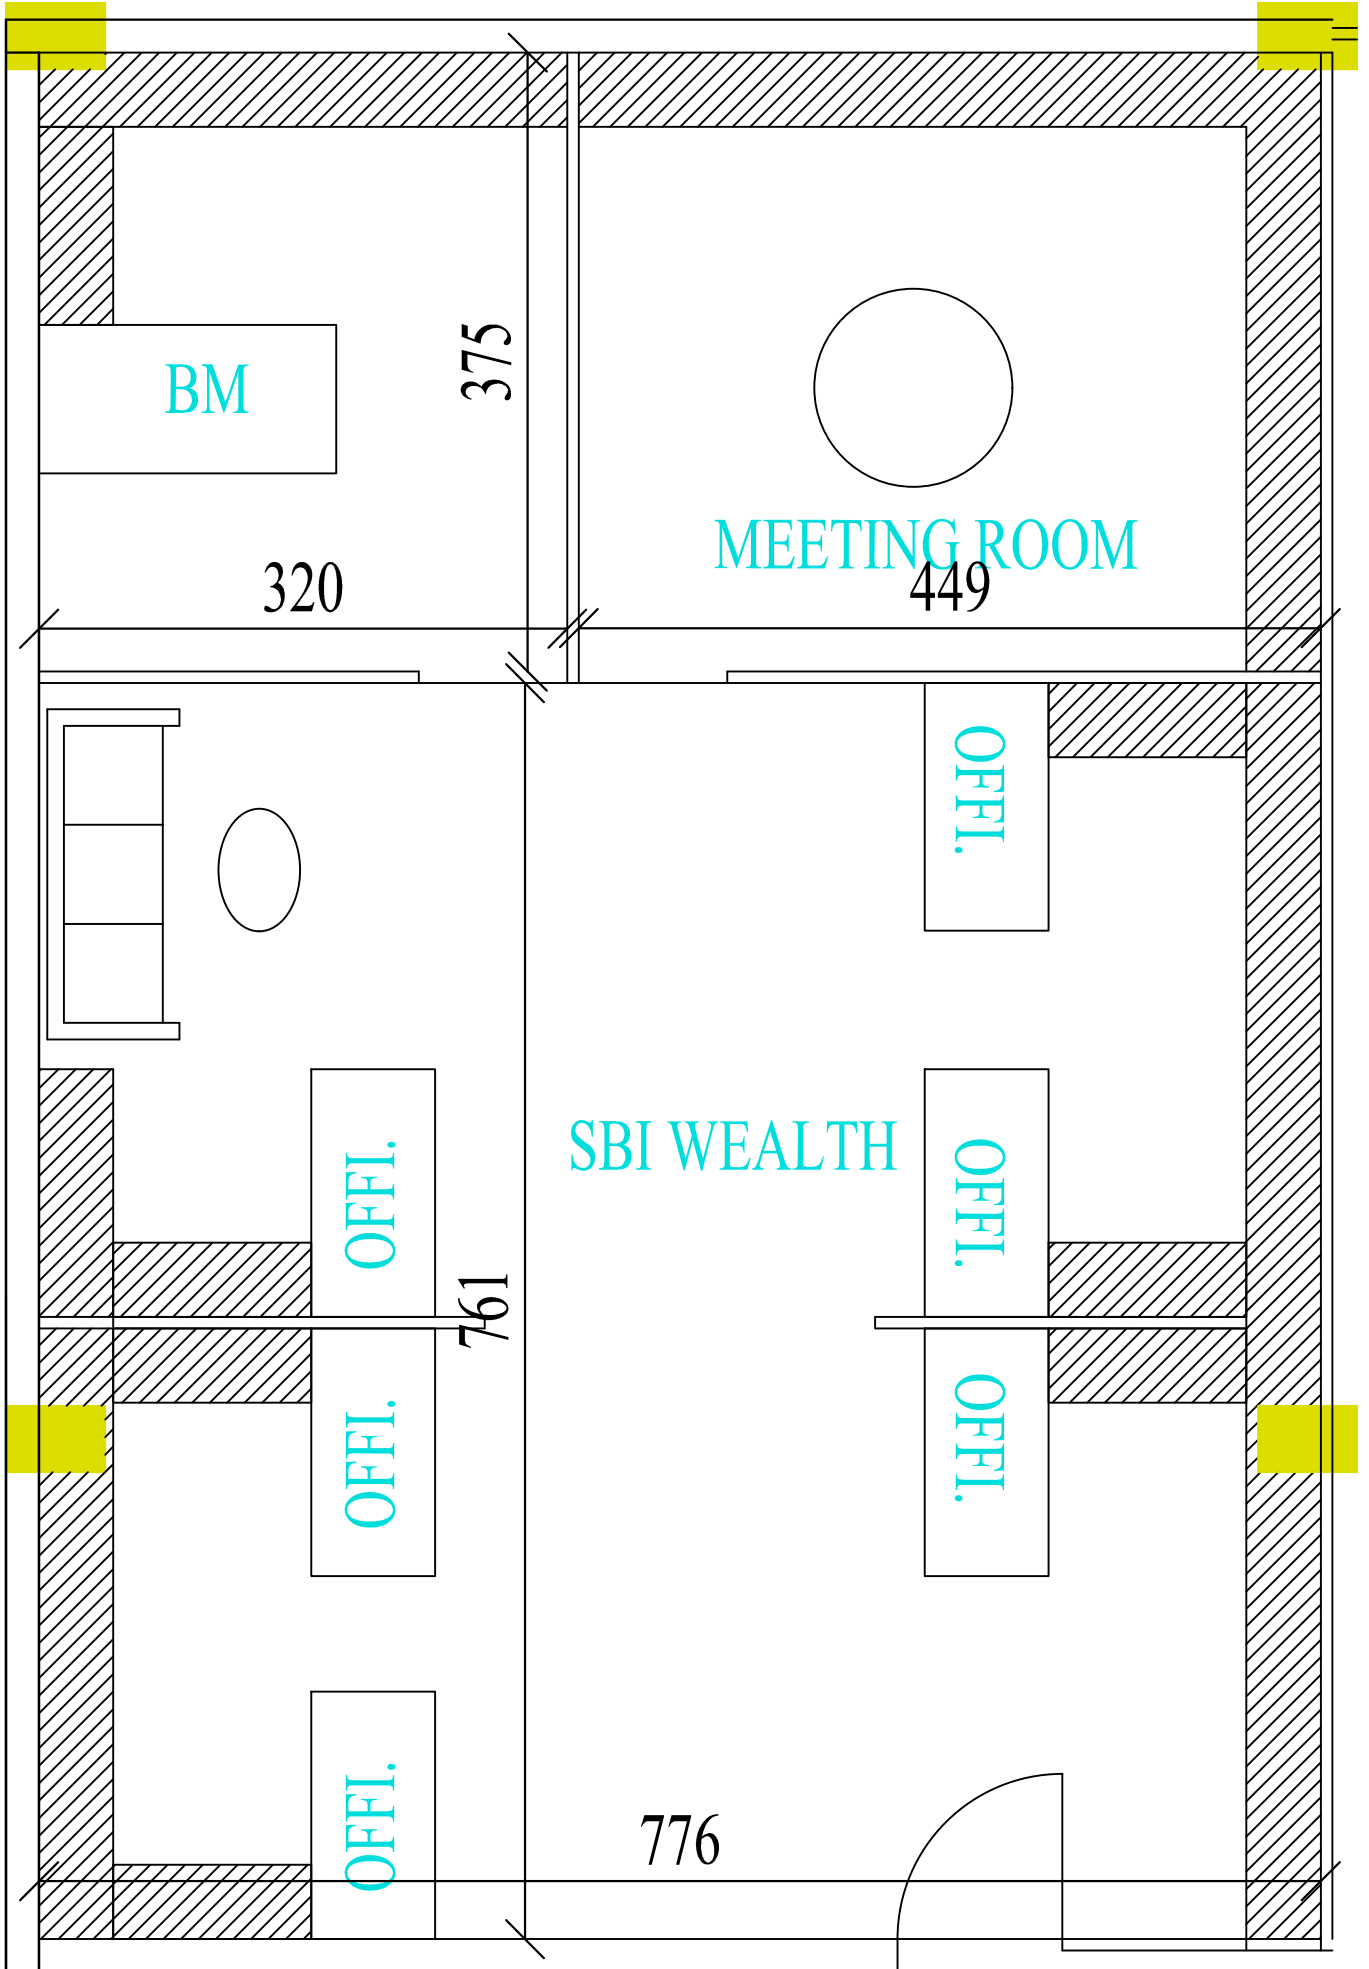 375
BM
MEETING ROOM
320
449
OFFI.
SBI WEALTH
OFFI.
OFFI.
761
OFFI.
OFFI.
776
OFFI.